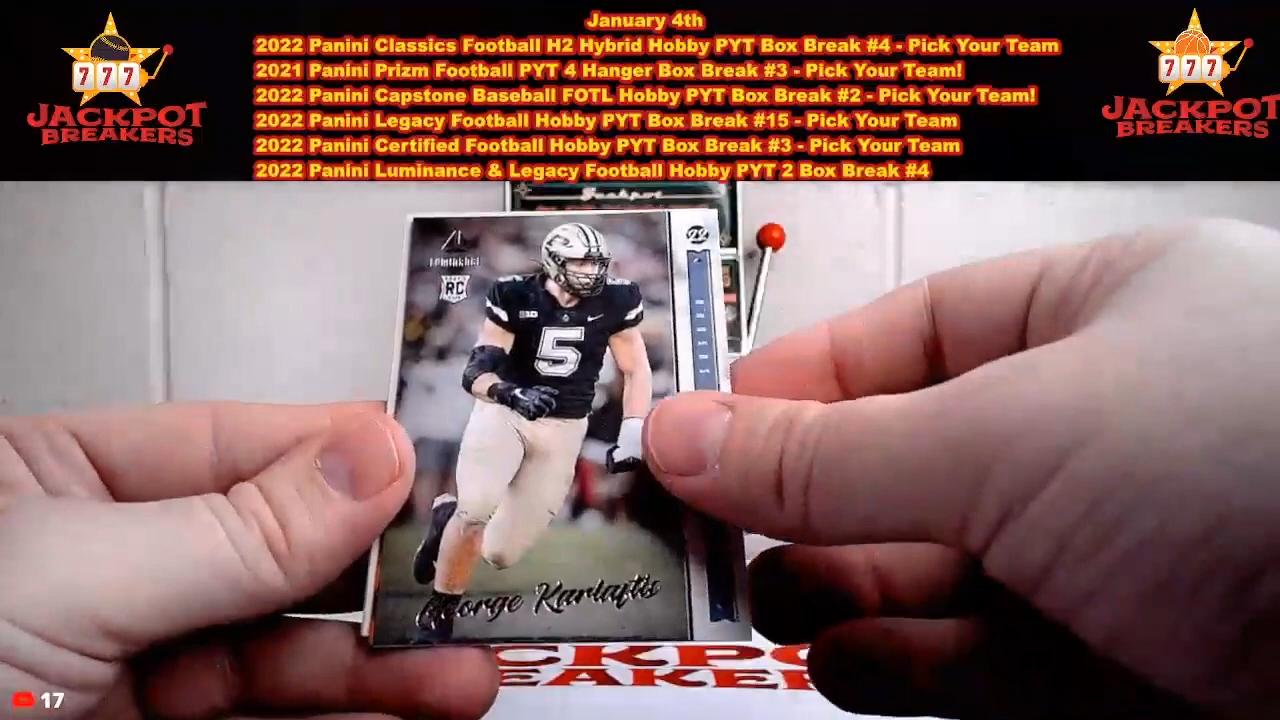 January 4th
2022 Panini Classics Football H2 Hybrid Hobby PYT Box Break #4 - Pick Your Team
2021 Panini Prizm Football PYT 4 Hanger Box Break #3 - Pick Your Team!
2022 Panini Capstone Baseball FOTL Hobby PYT Box Break #2 - Pick Your Team!
2022 Panini Legacy Football Hobby PYT Box Break #15 - Pick Your Team
2022 Panini Certified Football Hobby PYT Box Break #3 - Pick Your Team
2022 Panini Luminance & Legacy Football Hobby PYT 2 Box Break #4
777
JACKPOT
BREAKERS
777
JACKPOT
BREAKERS
Jackpot
22
LUMINANCE
RC
5
George Karlaftis
CKPO
EAKER
17